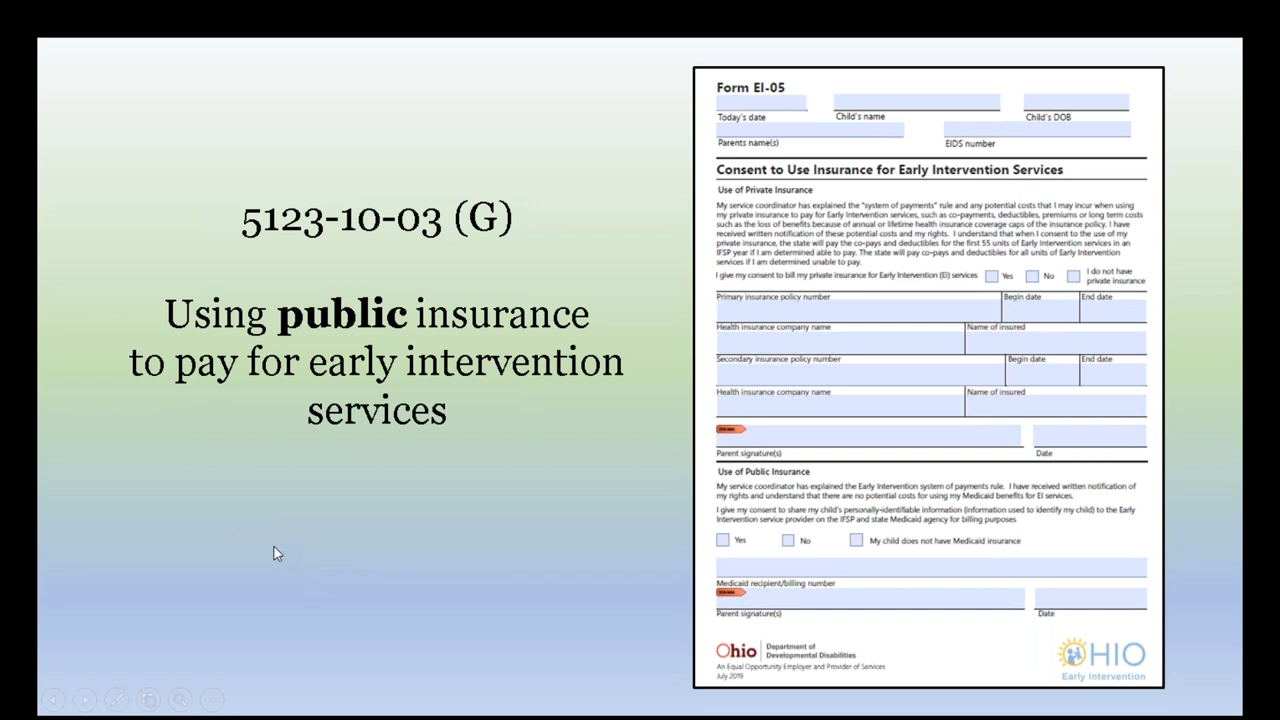 5123-10-03 (G)
Using public insurance
to pay for early intervention
services
Form EI-05
Today's date
Child's name
Child's DOB
Parents name(s)
EIDS number
Consent to Use Insurance for Early Intervention Services
Use of Private Insurance
My service coordinator has explained the "system of payments" rule and any potential costs that I may incur when using
my private insurance to pay for Early Intervention services, such as co-payments, deductibles, premiums or long term costs
such as the loss of benefits because of annual or lifetime health insurance coverage caps of the insurance policy. I have
received written notification of these potential costs and my rights. I understand that when I consent to the use of my
private insurance, the state will pay the co-pays and deductibles for the first 55 units of Early Intervention services in an
IFSP year if I am determined able to pay. The state will pay co-pays and deductibles for all units of Early Intervention
services if I am determined unable to pay.
I give my consent to bill my private insurance for Early Intervention (EI) services
Yes
No
I do not have
private insurance
Primary insurance policy number
Begin date
End date
Health insurance company name
Name of insured
Secondary insurance policy number
Begin date
End date
Health insurance company name
Name of insured
Parent signature(s)
Date
Use of Public Insurance
My service coordinator has explained the Early Intervention system of payments rule. I have received written notification of
my rights and understand that there are no potential costs for using my Medicaid benefits for EI services.
I give my consent to share my child's personally-identifiable information (information used to identify my child) to the Early
Intervention service provider on the IFSP and state Medicaid agency for billing purposes
Yes
No
My child does not have Medicaid insurance
Medicaid recipient/billing number
Parent signature(s)
Date
Ohio
Department of
Developmental Disabilities
An Equal Opportunity Employer and Provider of Services
July 2019
OHIO
Early Intervention